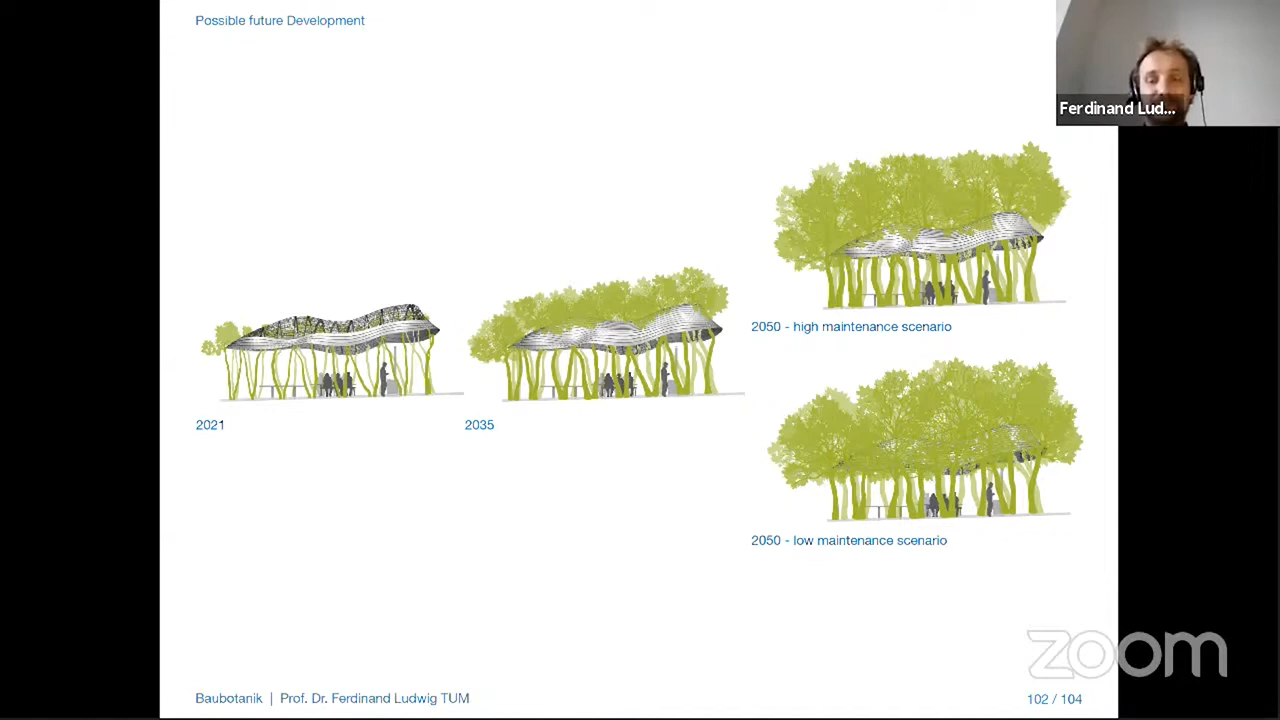 Possible future Development
Ferdinand Lud...
2050 - high maintenance scenario
2021
2035
2050 - low maintenance scenario
zoom
Baubotanik | Prof. Dr. Ferdinand Ludwig TUM
102 / 104